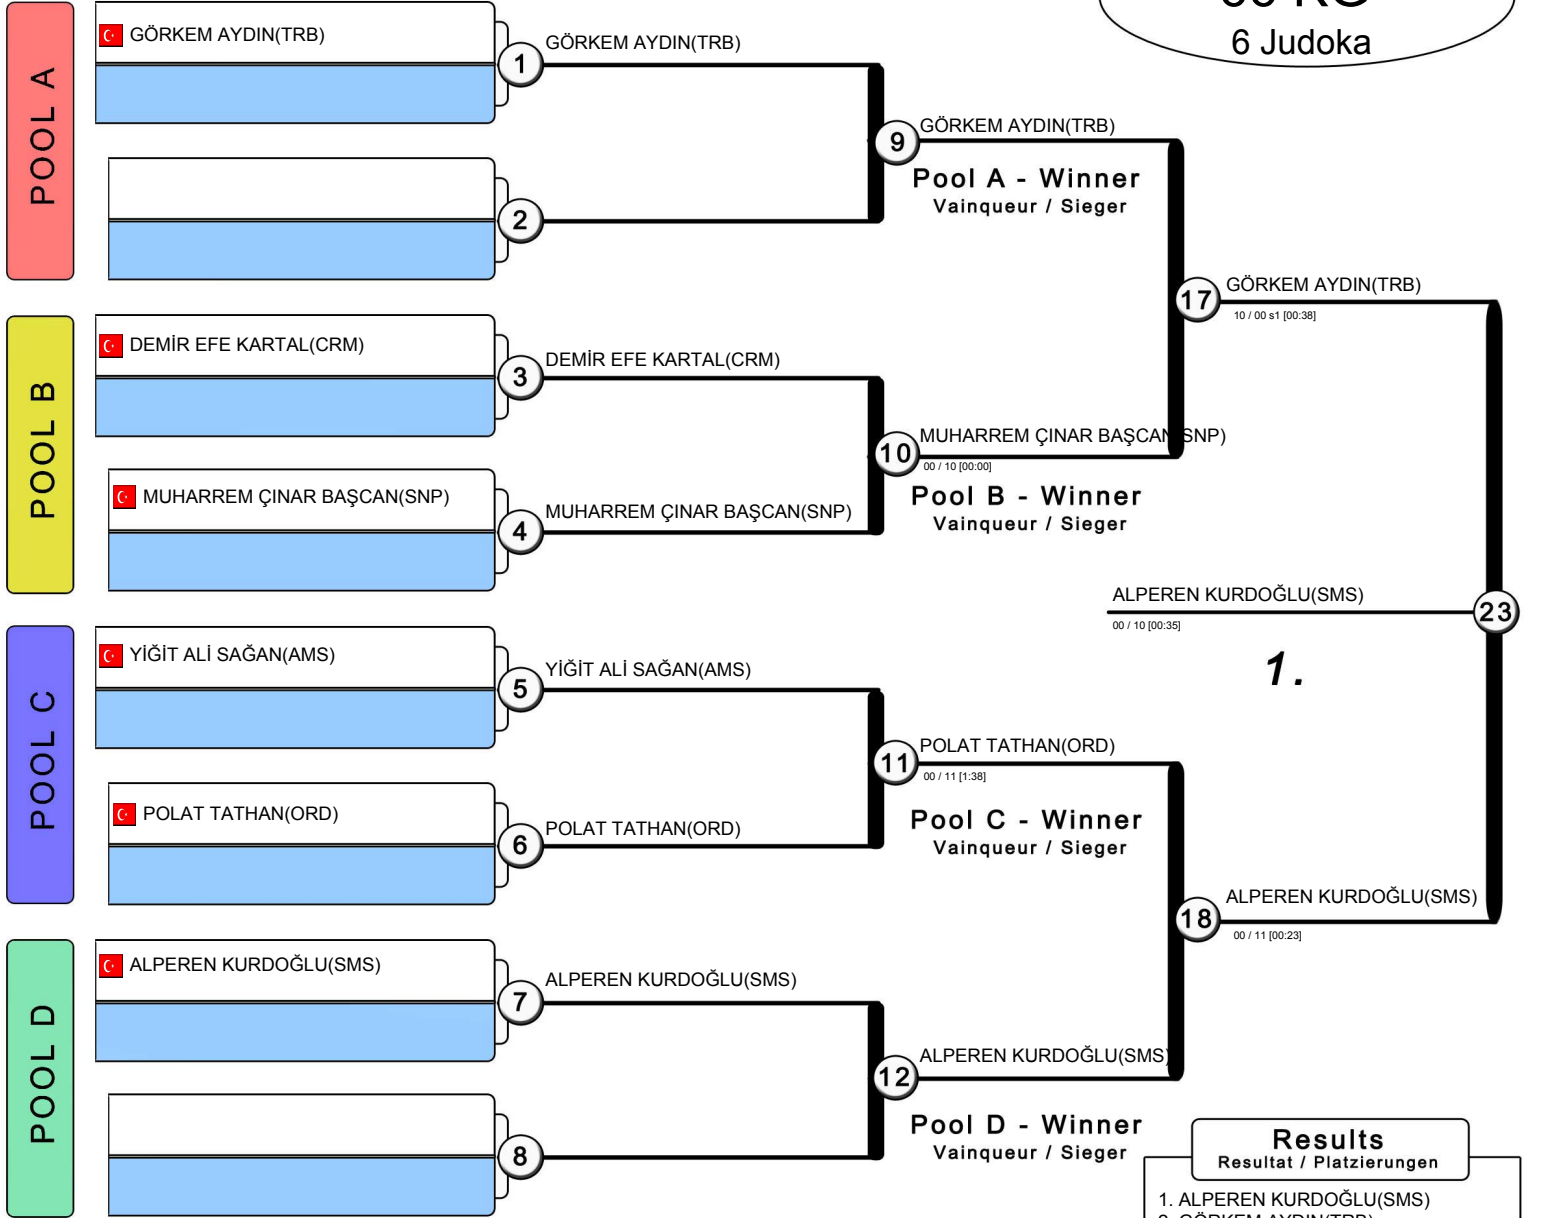 KG
6 Judoka
POOL A
GÖRKEM AYDIN(TRB)
1
GÖRKEM AYDIN(TRB)
2
9
GÖRKEM AYDIN(TRB)
Pool A - Winner
Vainqueur / Sieger
POOL B
DEMİR EFE KARTAL(CRM)
3
DEMİR EFE KARTAL(CRM)
MUHARREM ÇINAR BAŞCAN(SNP)
4
MUHARREM ÇINAR BAŞCAN(SNP)
10
MUHARREM ÇINAR BAŞCAN(SNP)
00 / 10 [00:00]
Pool B - Winner
Vainqueur / Sieger
17
GÖRKEM AYDIN(TRB)
10 / 00 s1 [00:38]
POOL C
YİĞİT ALİ SAĞAN(AMS)
5
YİĞİT ALİ SAĞAN(AMS)
POLAT TATHAN(ORD)
6
POLAT TATHAN(ORD)
11
POLAT TATHAN(ORD)
00 / 11 [1:38]
Pool C - Winner
Vainqueur / Sieger
POOL D
ALPEREN KURDOĞLU(SMS)
7
ALPEREN KURDOĞLU(SMS)
8
12
ALPEREN KURDOĞLU(SMS)
Pool D - Winner
Vainqueur / Sieger
18
ALPEREN KURDOĞLU(SMS)
00 / 11 [00:23]
ALPEREN KURDOĞLU(SMS)
23
00 / 10 [00:35]
1.
Results
Resultat / Platzierungen
1. ALPEREN KURDOĞLU(SMS)
2. GÖRKEM AYDIN(TRB)